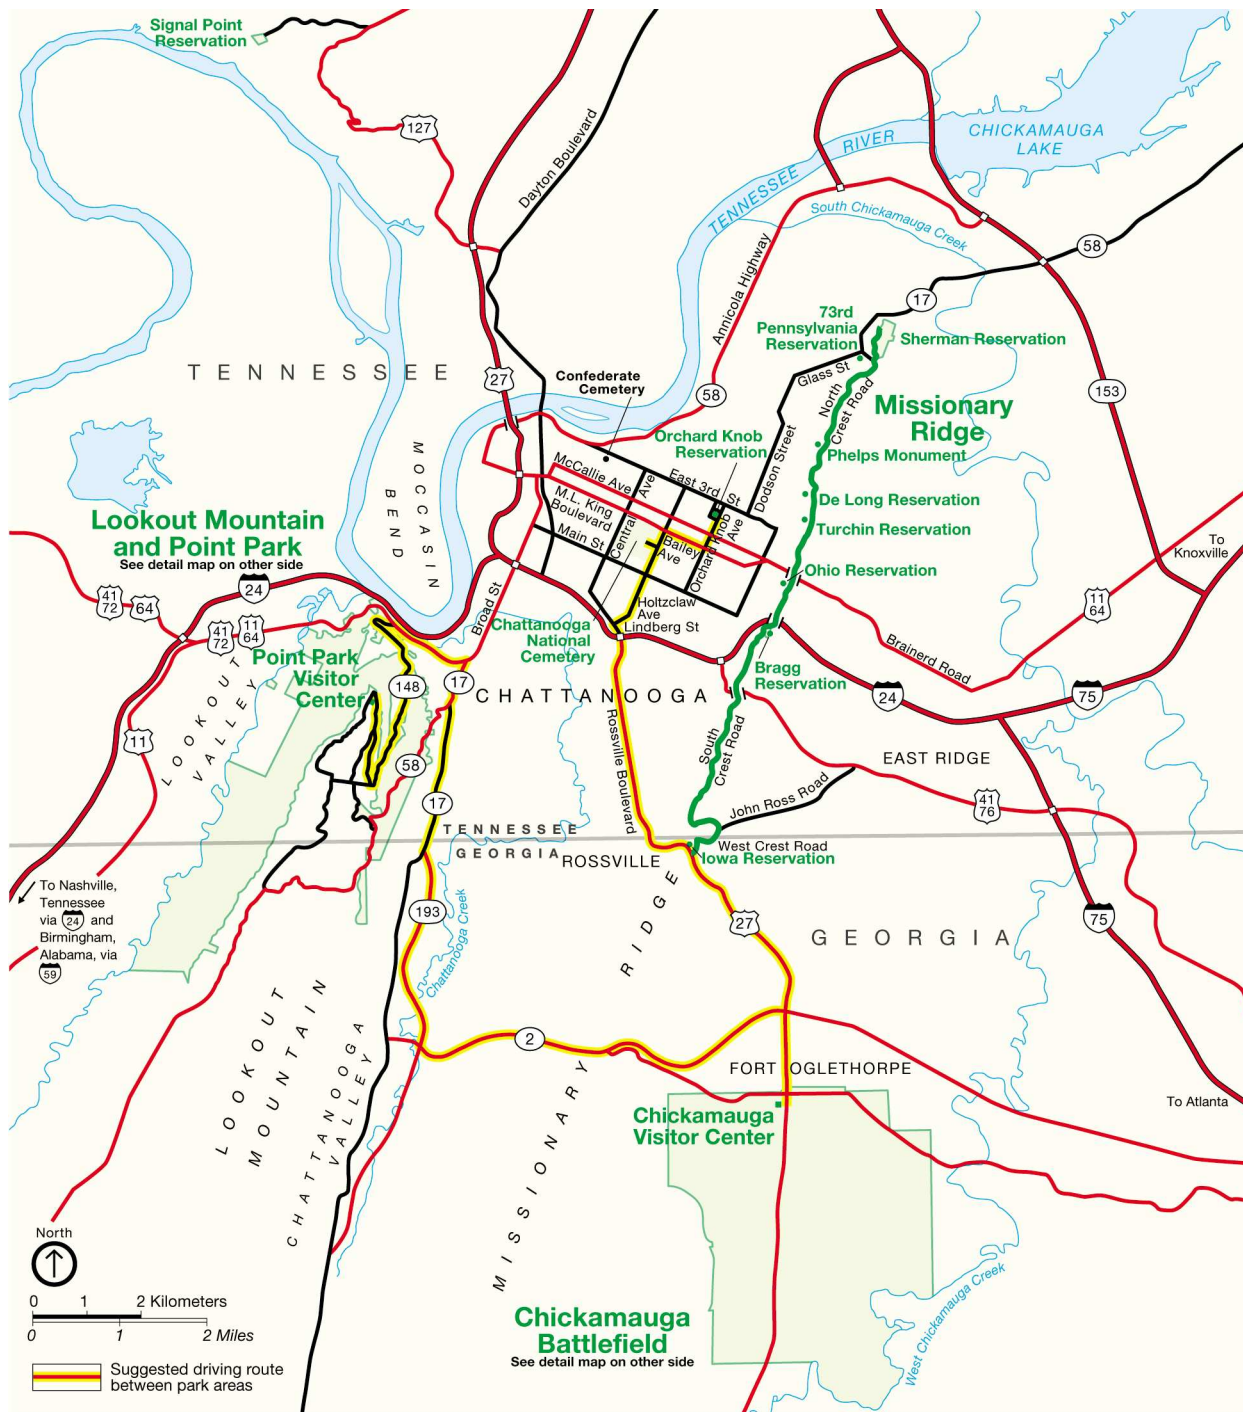 Signal Point
Reservation
127
Dayton Boulevard
TENNESSEE
RIVER
CHICKAMAUGA
LAKE
South Chickamauga
Creek
58
17
Annicola Highway
73rd
Pennsylvania
Reservation
Sherman Reservation
TENNESSEE
27
Confederate
Cemetery
58
Glass St
North
Crest Road
Missionary
Ridge
153
Orchard Knob
Reservation
Phelps Monument
MOCCASIN
BEND
McCallie Ave
East 3rd St
Dodson Street
M.L. King
Boulevard
Central Ave
Main St
Bailey
Ave
Orchard Knob
Ave
De Long Reservation
Turchin Reservation
To
Knoxville
Lookout Mountain
and Point Park
See detail map on other side
Ohio Reservation
24
41
72
64
41
72
11
64
11
64
Broad St
Holtzclaw
Ave
Lindberg St
Chattanooga
National
Cemetery
Brainerd Road
Point Park
Visitor
Center
Bragg
Reservation
148
17
CHATTANOOGA
24
75
LOOKOUT
VALLEY
11
Rossville Boulevard
South
Crest Road
58
EAST RIDGE
17
John Ross Road
41
76
TENNESSEE
GEORGIA
ROSSVILLE
West Crest Road
Iowa Reservation
To Nashville,
Tennessee
via 24 and
Birmingham,
Alabama, via
59
193
Chattanooga Creek
27
75
GEORGIA
LOOKOUT
MOUNTAIN
CHATTANOOGA
VALLEY
2
MISSIONARY
RIDGE
FORT OGLETHORPE
To Atlanta
Chickamauga
Visitor Center
North
0 1 2 Kilometers
0 1 2 Miles
Chickamauga
Battlefield
See detail map on other side
West Chickamauga Creek
Suggested driving route
between park areas